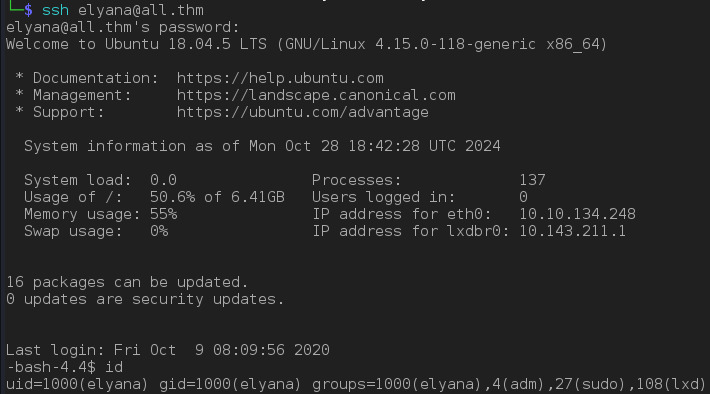 └─$ ssh elyana@all.thm
elyana@all.thm's password:
Welcome to Ubuntu 18.04.5 LTS (GNU/Linux 4.15.0-118-generic x86_64)

 * Documentation:  https://help.ubuntu.com
 * Management:     https://landscape.canonical.com
 * Support:        https://ubuntu.com/advantage

  System information as of Mon Oct 28 18:42:28 UTC 2024

  System load:  0.0                Processes:             137
  Usage of /:   50.6% of 6.41GB   Users logged in:       0
  Memory usage: 55%               IP address for eth0:   10.10.134.248
  Swap usage:   0%                IP address for lxdbr0: 10.143.211.1


16 packages can be updated.
0 updates are security updates.


Last login: Fri Oct  9 08:09:56 2020
-bash-4.4$ id
uid=1000(elyana) gid=1000(elyana) groups=1000(elyana),4(adm),27(sudo),108(lxd)